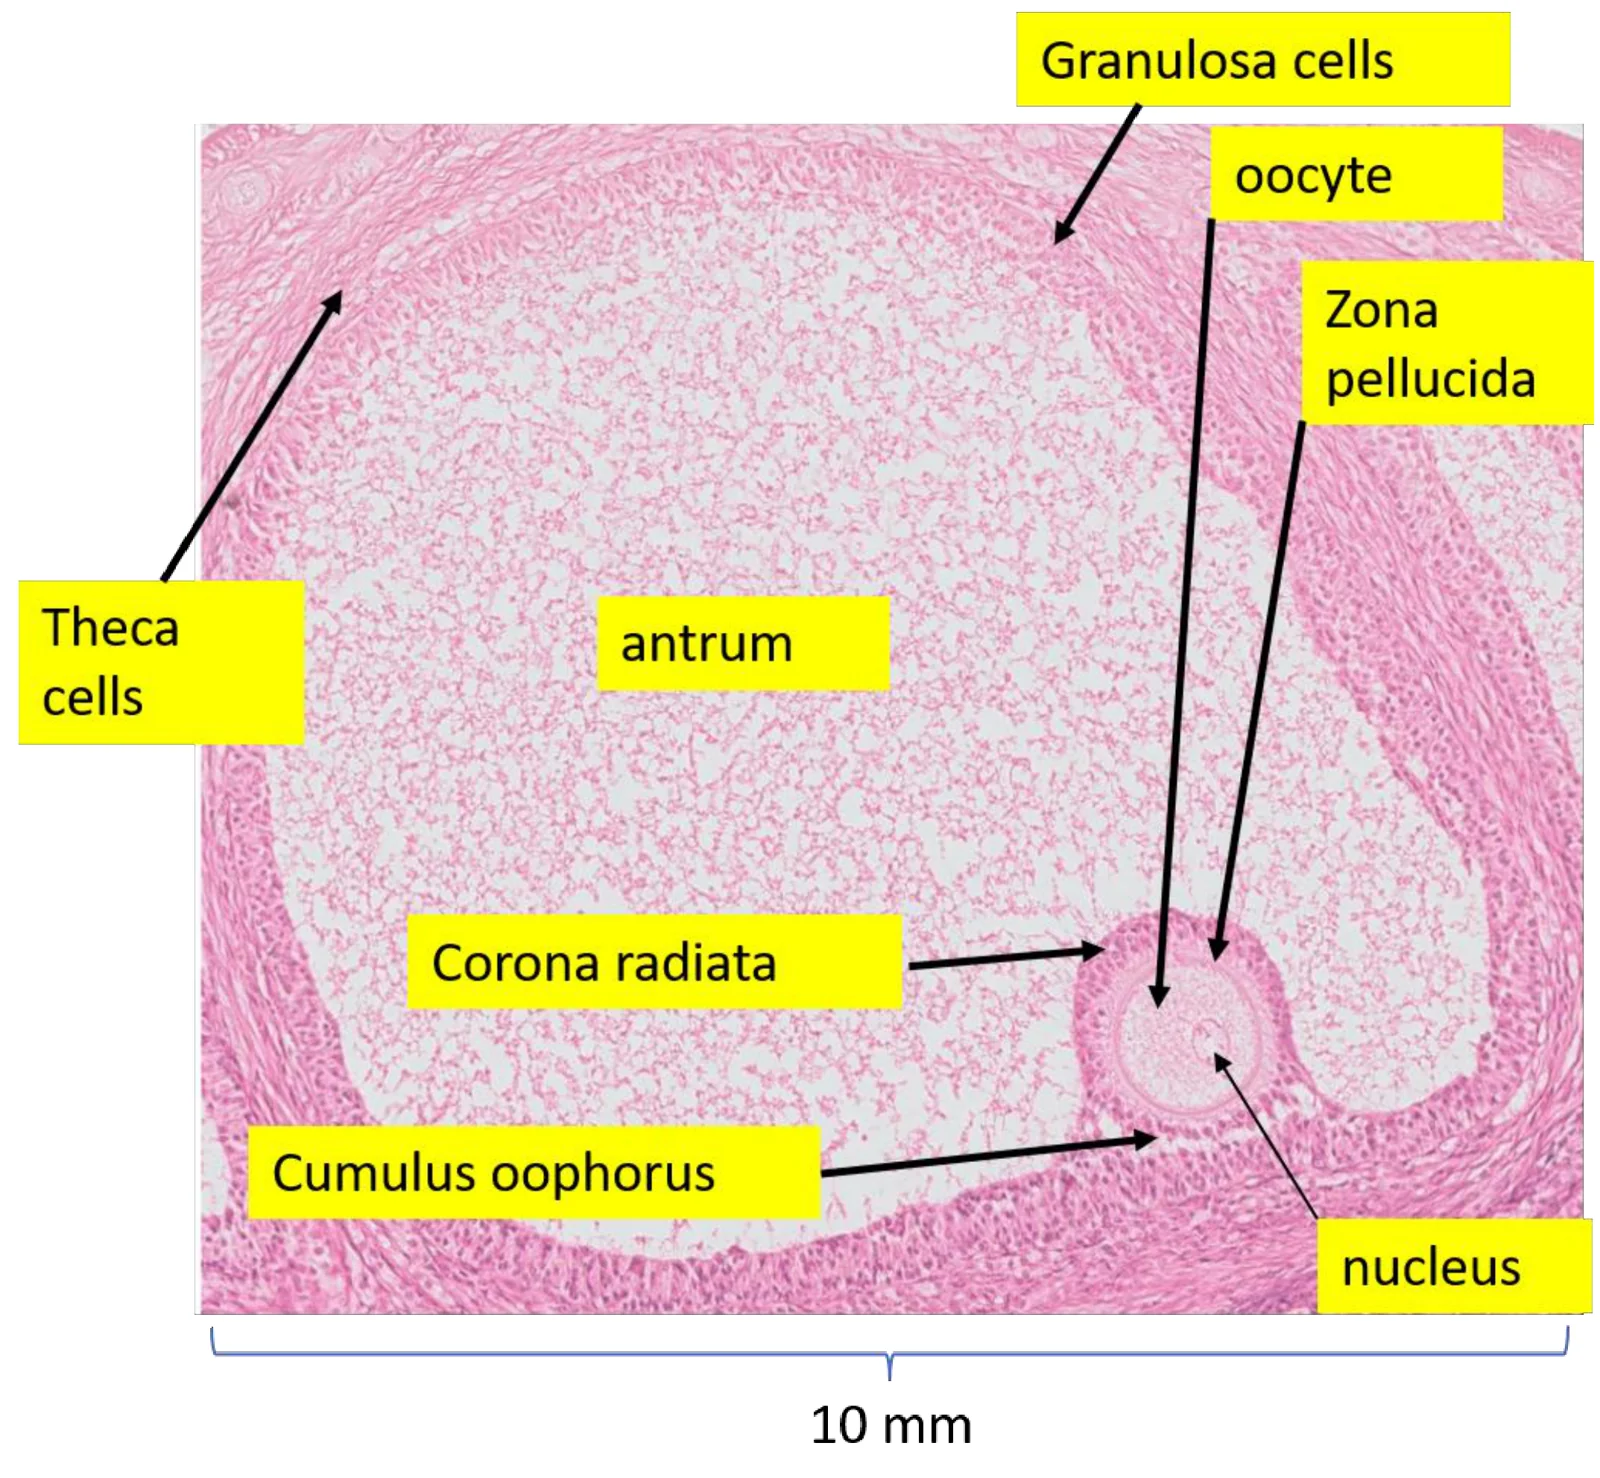 Granulosa cells
oocyte
Zona
pellucida
Theca
cells
antrum
Corona radiata
Cumulus oophorus
nucleus
10 mm